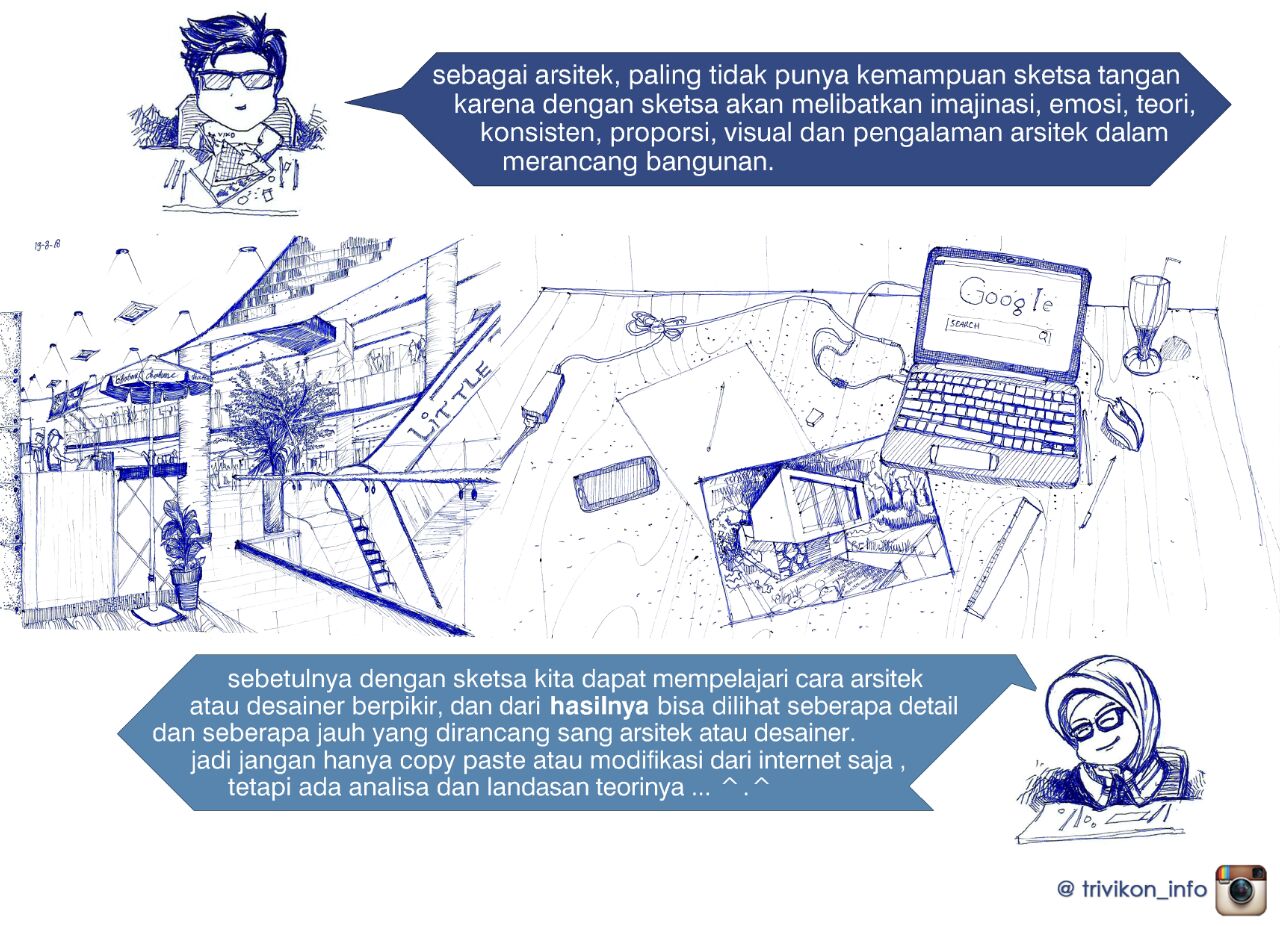 VIKO
sebagai arsitek, paling tidak punya kemampuan sketsa tangan
karena dengan sketsa akan melibatkan imajinasi, emosi, teori,
konsisten, proporsi, visual dan pengalaman arsitek dalam
merancang bangunan.
19-8-18
LiTTLE
Google
SEARCH
sebetulnya dengan sketsa kita dapat mempelajari cara arsitek
atau desainer berpikir, dan dari hasilnya bisa dilihat seberapa detail
dan seberapa jauh yang dirancang sang arsitek atau desainer.
jadi jangan hanya copy paste atau modifikasi dari internet saja ,
tetapi ada analisa dan landasan teorinya ... ^ . ^
@ trivikon_info